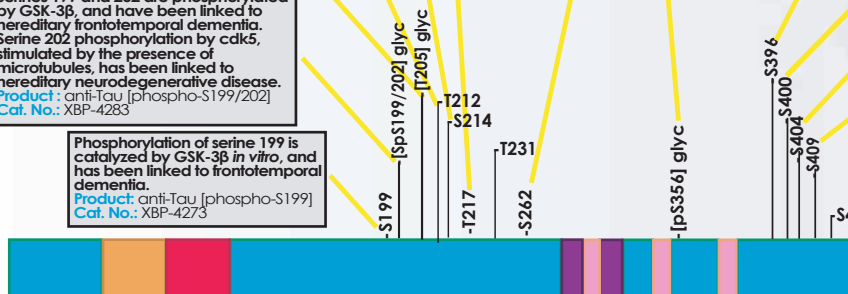 by GSK-3β, and have been linked to
hereditary frontotemporal dementia.
Serine 202 phosphorylation by cdk5,
stimulated by the presence of
microtubules, has been linked to
hereditary neurodegenerative disease.
Product : anti-Tau [phospho-S199/202]
Cat. No.: XBP-4283
Phosphorylation of serine 199 is
catalyzed by GSK-3β in vitro, and
has been linked to frontotemporal
dementia.
Product: anti-Tau [phospho-S199]
Cat. No.: XBP-4273
-S199
[SpS199/202] glyc
[T205] glyc
T212
S214
-T217
T231
-S262
-[pS356] glyc
S396
S400
S404
S409